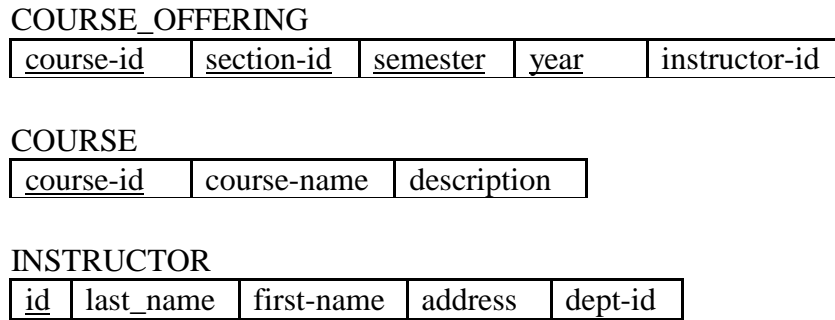 COURSE_OFFERING
course-id section-id semester year instructor-id
COURSE
course-id course-name description
INSTRUCTOR
id last_name first-name address dept-id